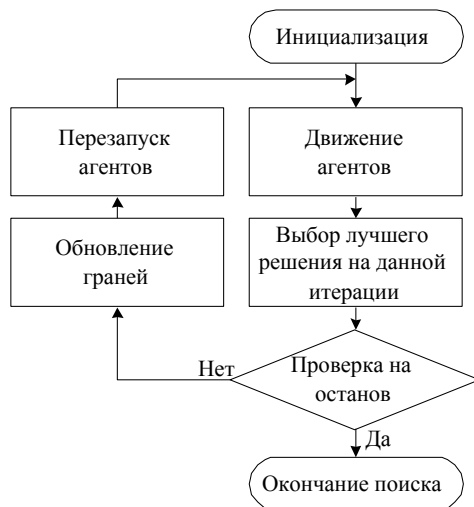 Инициализация
Перезапуск
агентов
Движение
агентов
Обновление
граней
Выбор лучшего
решения на данной
итерации
Нет
Проверка на
останов
Да
Окончание поиска